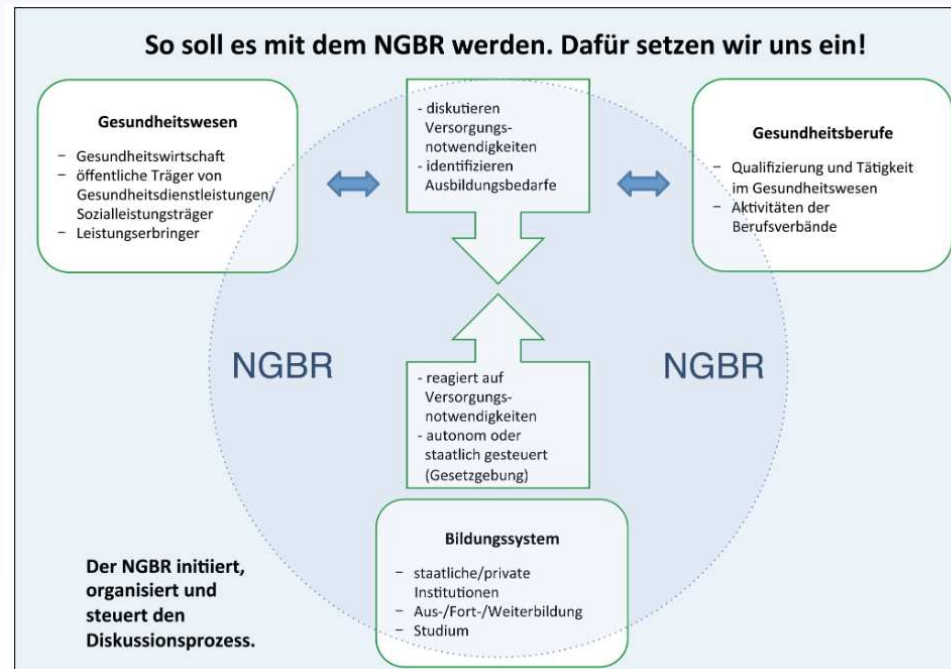 So soll es mit dem NGBR werden. Dafür setzen wir uns ein!
Gesundheitswesen
– Gesundheitswirtschaft
– öffentliche Träger von
Gesundheitsdienstleistungen/
Sozialleistungsträger
– Leistungserbringer
- diskutieren
Versorgungs-
notwendigkeiten
- identifizieren
Ausbildungsbedarfe
Gesundheitsberufe
– Qualifizierung und Tätigkeit
im Gesundheitswesen
– Aktivitäten der
Berufsverbände
NGBR
NGBR
- reagiert auf
Versorgungs-
notwendigkeiten
- autonom oder
staatlich gesteuert
(Gesetzgebung)
Bildungssystem
– staatliche/private
Institutionen
– Aus-/Fort-/Weiterbildung
– Studium
Der NGBR initiiert,
organisiert und
steuert den
Diskussionsprozess.